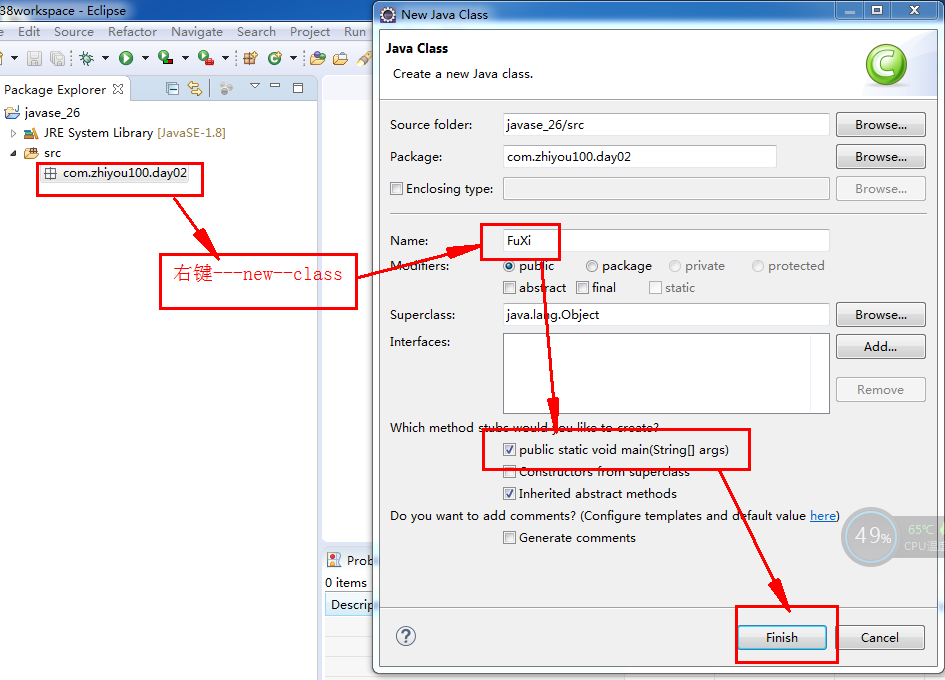 38workspace - Eclipse
Edit Source Refactor Navigate Search Project Run
Package Explorer
javase_26
JRE System Library [JavaSE-1.8]
src
com.zhiyou100.day02
右键---new--class
0 items
New Java Class
Java Class
Create a new Java class.
Source folder: javase_26/src Browse...
Package: com.zhiyou100.day02 Browse...
Enclosing type: Browse...
Name: FuXi
Modifiers: public package private protected
abstract final static
Superclass: java.lang.Object Browse...
Interfaces: Add...
Remove
Which method stubs would you like to create?
public static void main(String[] args)
Constructors from superclass
Inherited abstract methods
Do you want to add comments? (Configure templates and default value here)
Generate comments
49%
65℃
CPU温度
? Finish Cancel